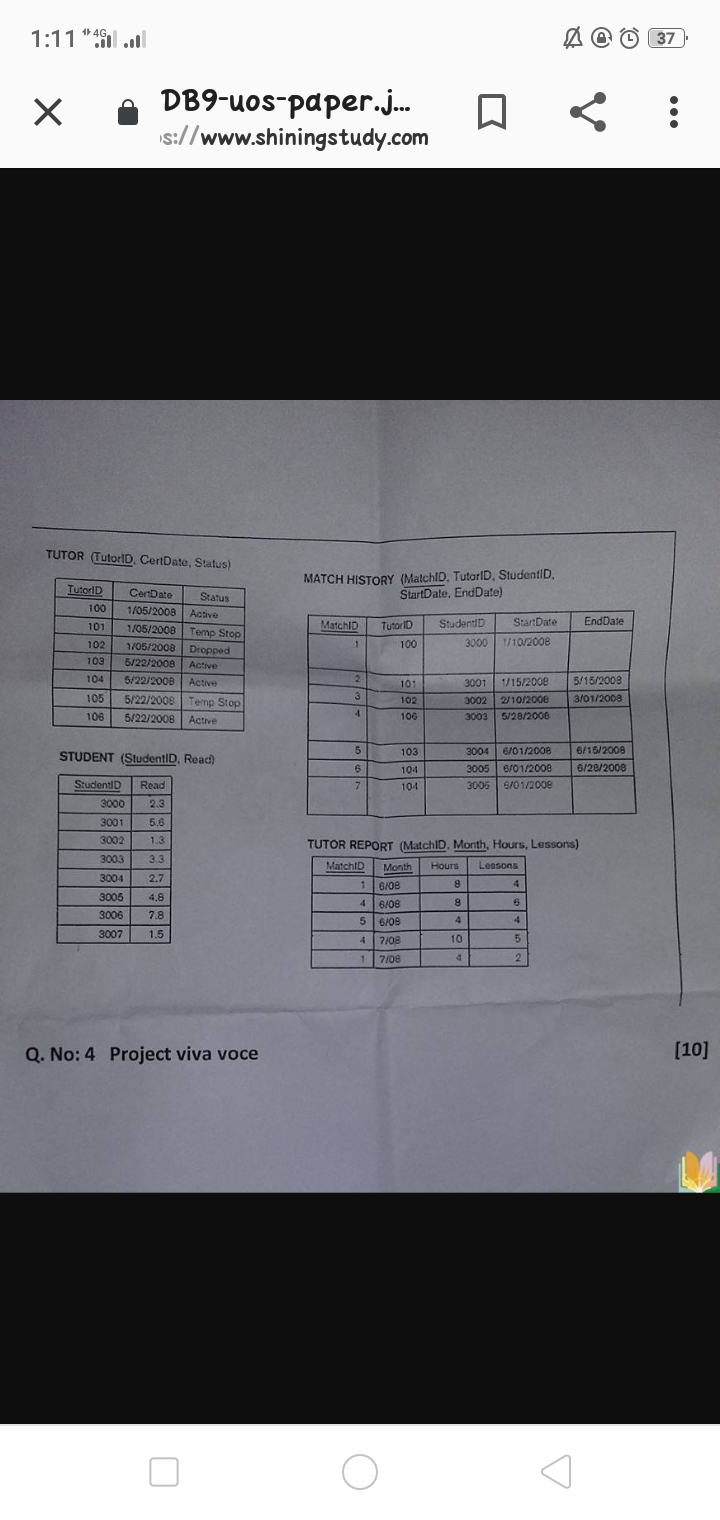 1:11 4G 37
DB9-uos-paper.j...
s://www.shiningstudy.com
TUTOR (TutorID, CertDate, Status)
TutorID CertDate Status
100 1/05/2008 Active
101 1/05/2008 Temp Stop
102 1/05/2008 Dropped
103 5/22/2008 Active
104 5/22/2008 Active
105 5/22/2008 Temp Stop
106 5/22/2008 Active
STUDENT (StudentID, Read)
StudentID Read
3000 2.3
3001 5.6
3002 1.3
3003 3.3
3004 2.7
3005 4.8
3006 7.8
3007 1.5
MATCH HISTORY (MatchID, TutorID, StudentID,
StartDate, EndDate)
MatchID TutorID StudentID StartDate EndDate
1 100 3000 1/10/2008
2 101 3001 1/15/2008 5/15/2008
3 102 3002 2/10/2008 3/01/2008
4 106 3003 5/28/2008
5 103 3004 6/01/2008 6/15/2008
6 104 3005 6/01/2008 6/28/2008
7 104 3006 6/01/2008
TUTOR REPORT (MatchID, Month, Hours, Lessons)
MatchID Month Hours Lessons
1 6/08 8 4
4 6/08 8 6
5 6/08 4 4
4 7/08 10 5
1 7/08 4 2
Q. No: 4 Project viva voce [10]